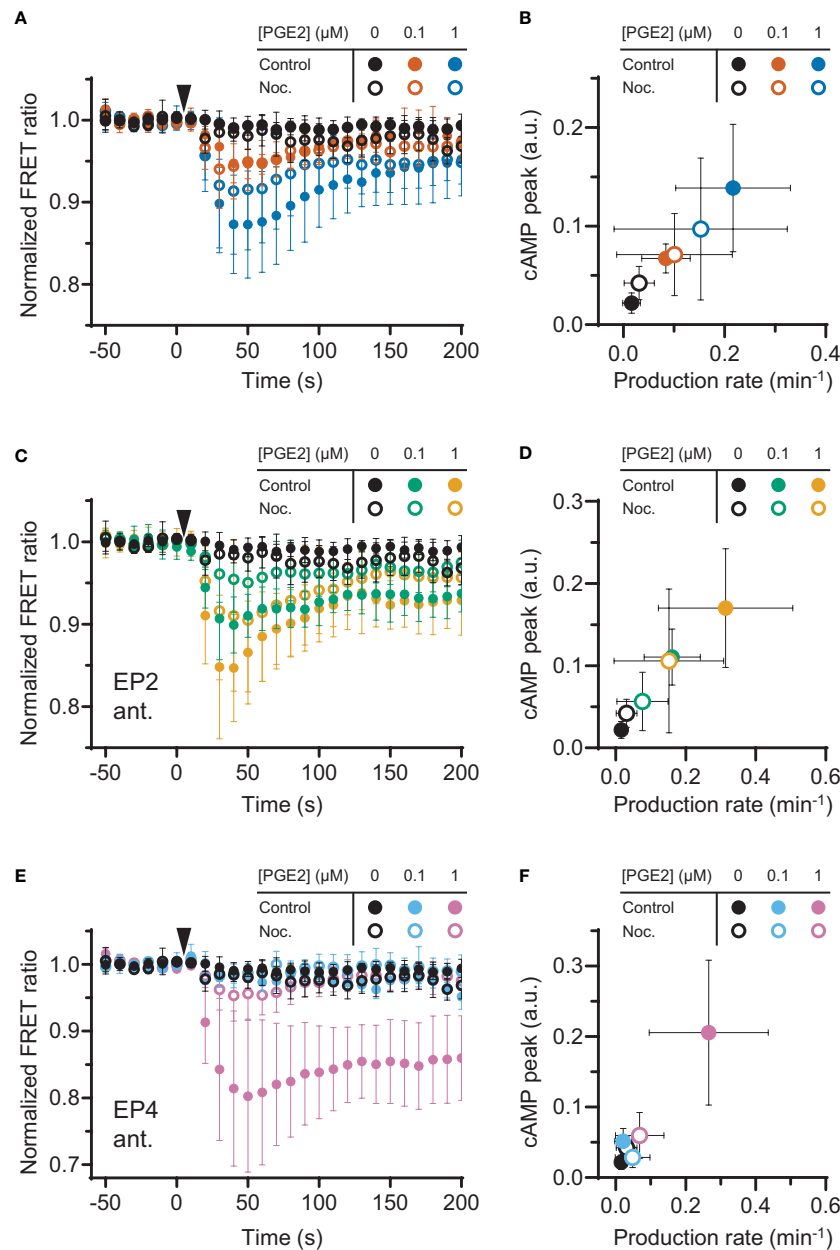 A
[PGE2] (µM) 0 0.1 1
Control
Noc.
Normalized FRET ratio
1.0
0.9
0.8
-50 0 50 100 150 200
Time (s)
B
[PGE2] (µM) 0 0.1 1
Control
Noc.
cAMP peak (a.u.)
0.2
0.1
0.0
0.0 0.2 0.4
Production rate (min-1)
C
[PGE2] (µM) 0 0.1 1
Control
Noc.
Normalized FRET ratio
1.0
0.9
0.8
EP2
ant.
-50 0 50 100 150 200
Time (s)
D
[PGE2] (µM) 0 0.1 1
Control
Noc.
cAMP peak (a.u.)
0.3
0.2
0.1
0.0
0.0 0.2 0.4 0.6
Production rate (min-1)
E
[PGE2] (µM) 0 0.1 1
Control
Noc.
Normalized FRET ratio
1.0
0.9
0.8
0.7
EP4
ant.
-50 0 50 100 150 200
Time (s)
F
[PGE2] (µM) 0 0.1 1
Control
Noc.
cAMP peak (a.u.)
0.3
0.2
0.1
0.0
0.0 0.2 0.4 0.6
Production rate (min-1)